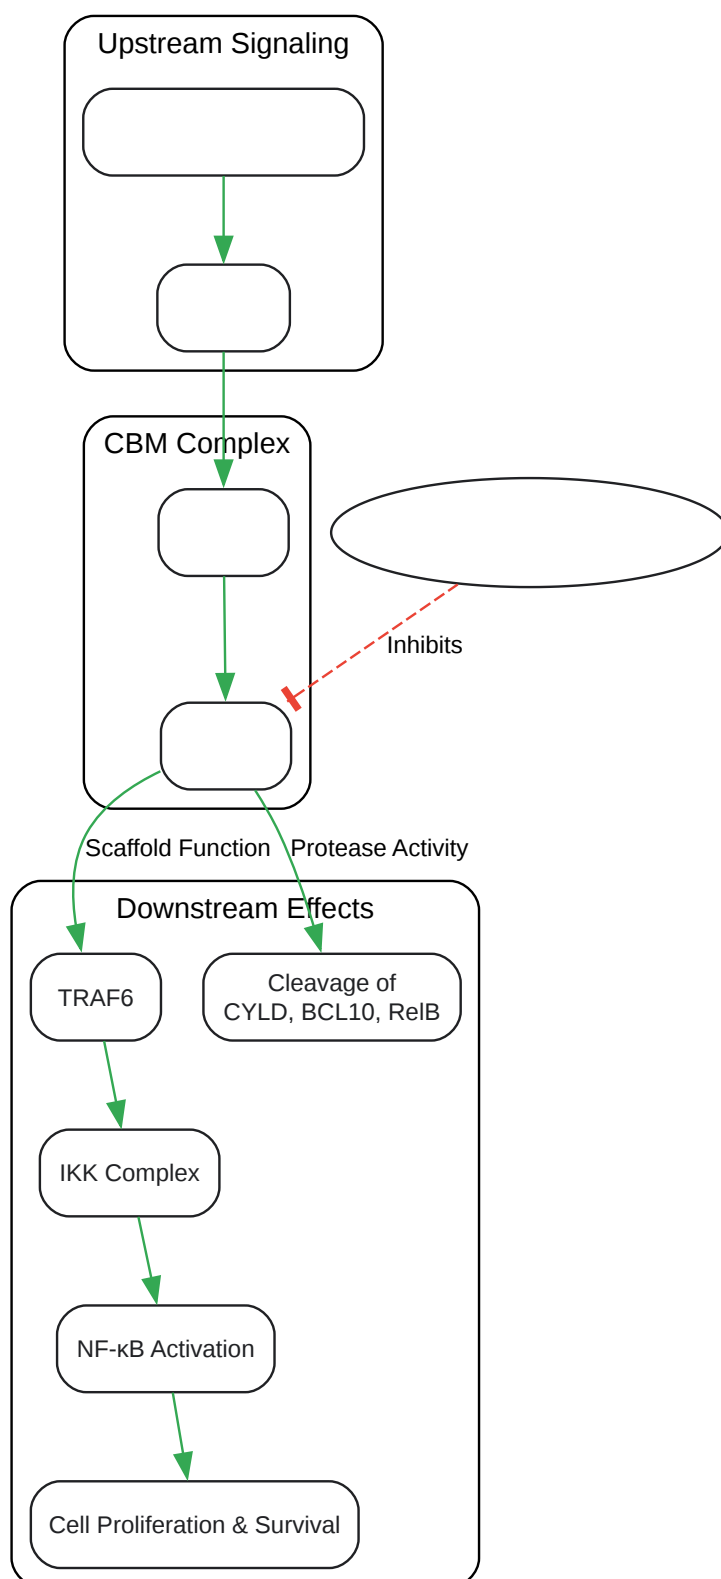 Upstream Signaling
CBM Complex
Inhibits
Scaffold Function
Protease Activity
Downstream Effects
TRAF6
Cleavage of
CYLD, BCL10, RelB
IKK Complex
NF-κB Activation
Cell Proliferation & Survival